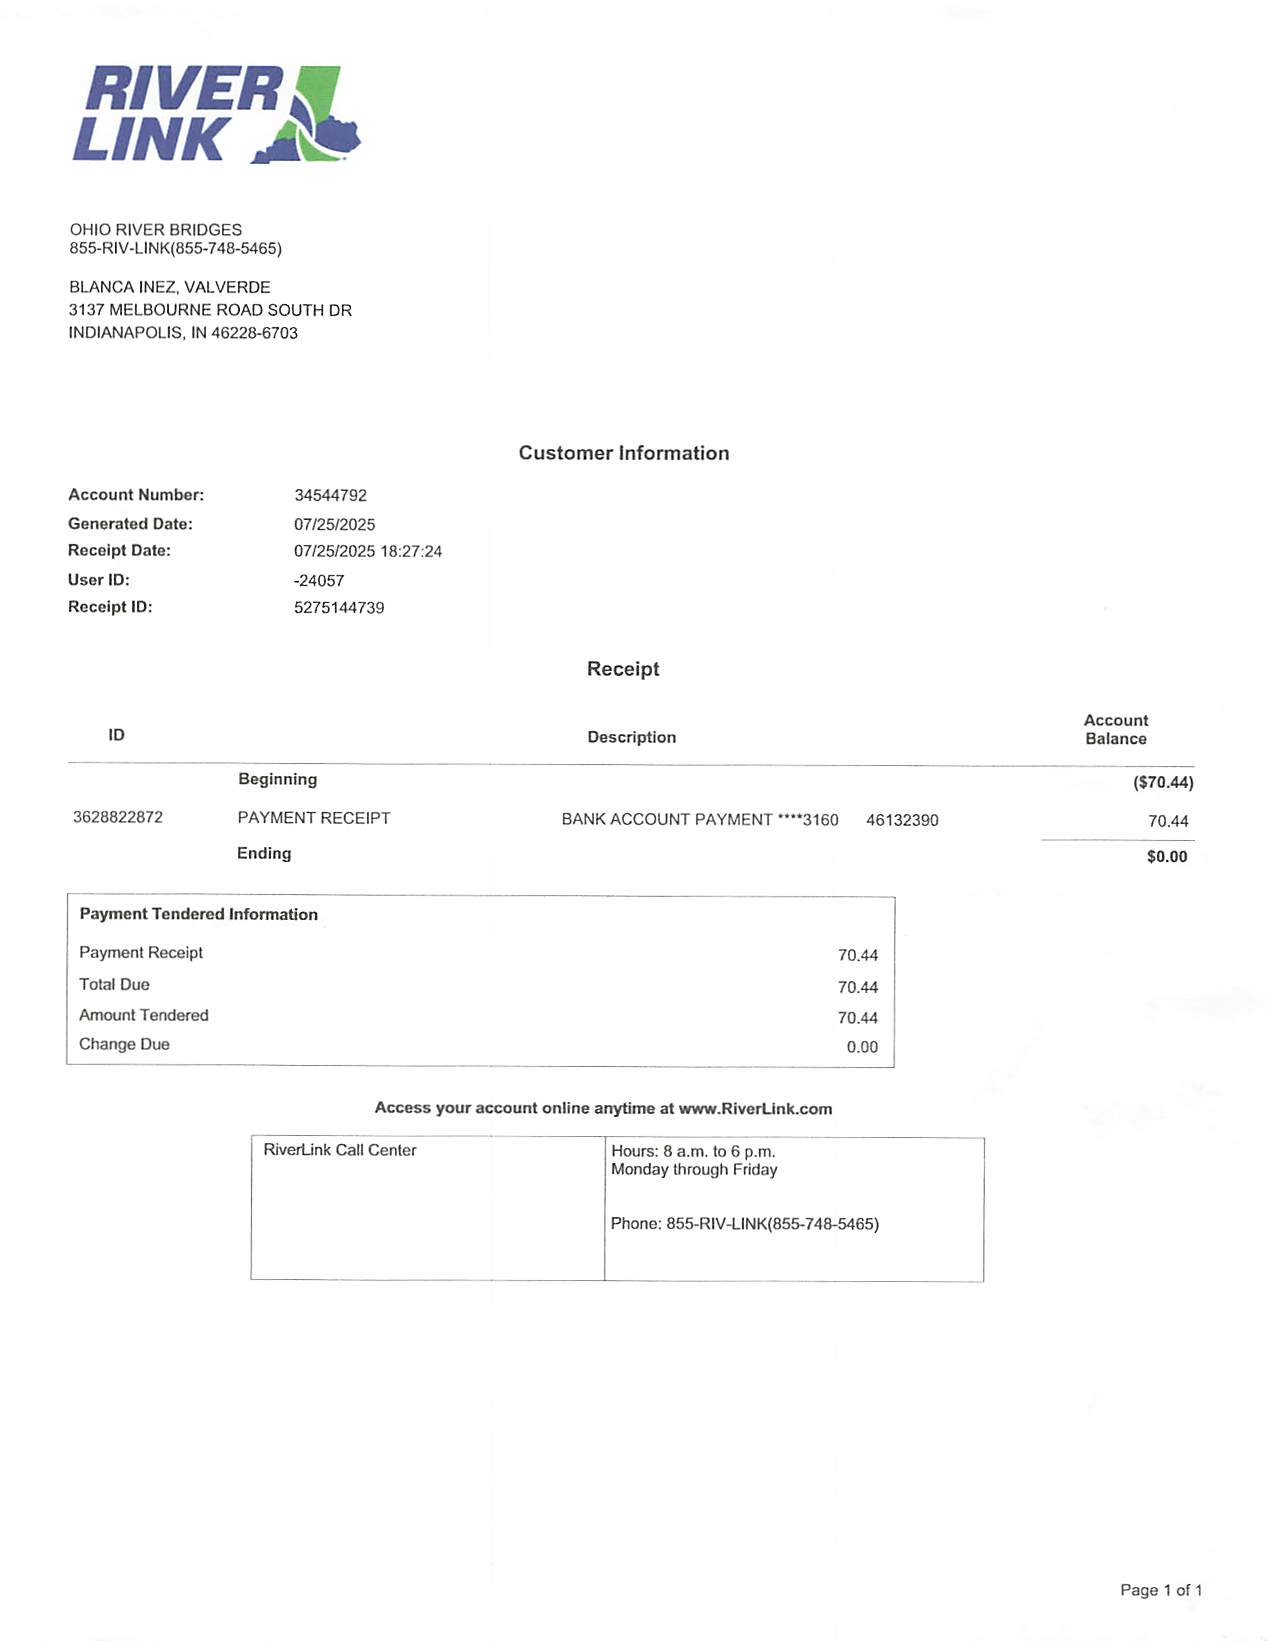 RIVER
LINK
OHIO RIVER BRIDGES
855-RIV-LINK(855-748-5465)
BLANCA INEZ, VALVERDE
3137 MELBOURNE ROAD SOUTH DR
INDIANAPOLIS, IN 46228-6703
Customer Information
Account Number: 34544792
Generated Date: 07/25/2025
Receipt Date: 07/25/2025 18:27:24
User ID: -24057
Receipt ID: 5275144739
Receipt
ID Description Account Balance
Beginning ($70.44)
3628822872 PAYMENT RECEIPT BANK ACCOUNT PAYMENT ****3160 46132390 70.44
Ending $0.00
Payment Tendered Information
Payment Receipt 70.44
Total Due 70.44
Amount Tendered 70.44
Change Due 0.00
Access your account online anytime at www.RiverLink.com
RiverLink Call Center Hours: 8 a.m. to 6 p.m.
Monday through Friday
Phone: 855-RIV-LINK(855-748-5465)
Page 1 of 1